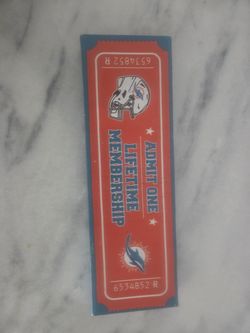 6534852 R
ADMIT ONE
LIFETIME
MEMBERSHIP
6534852 R